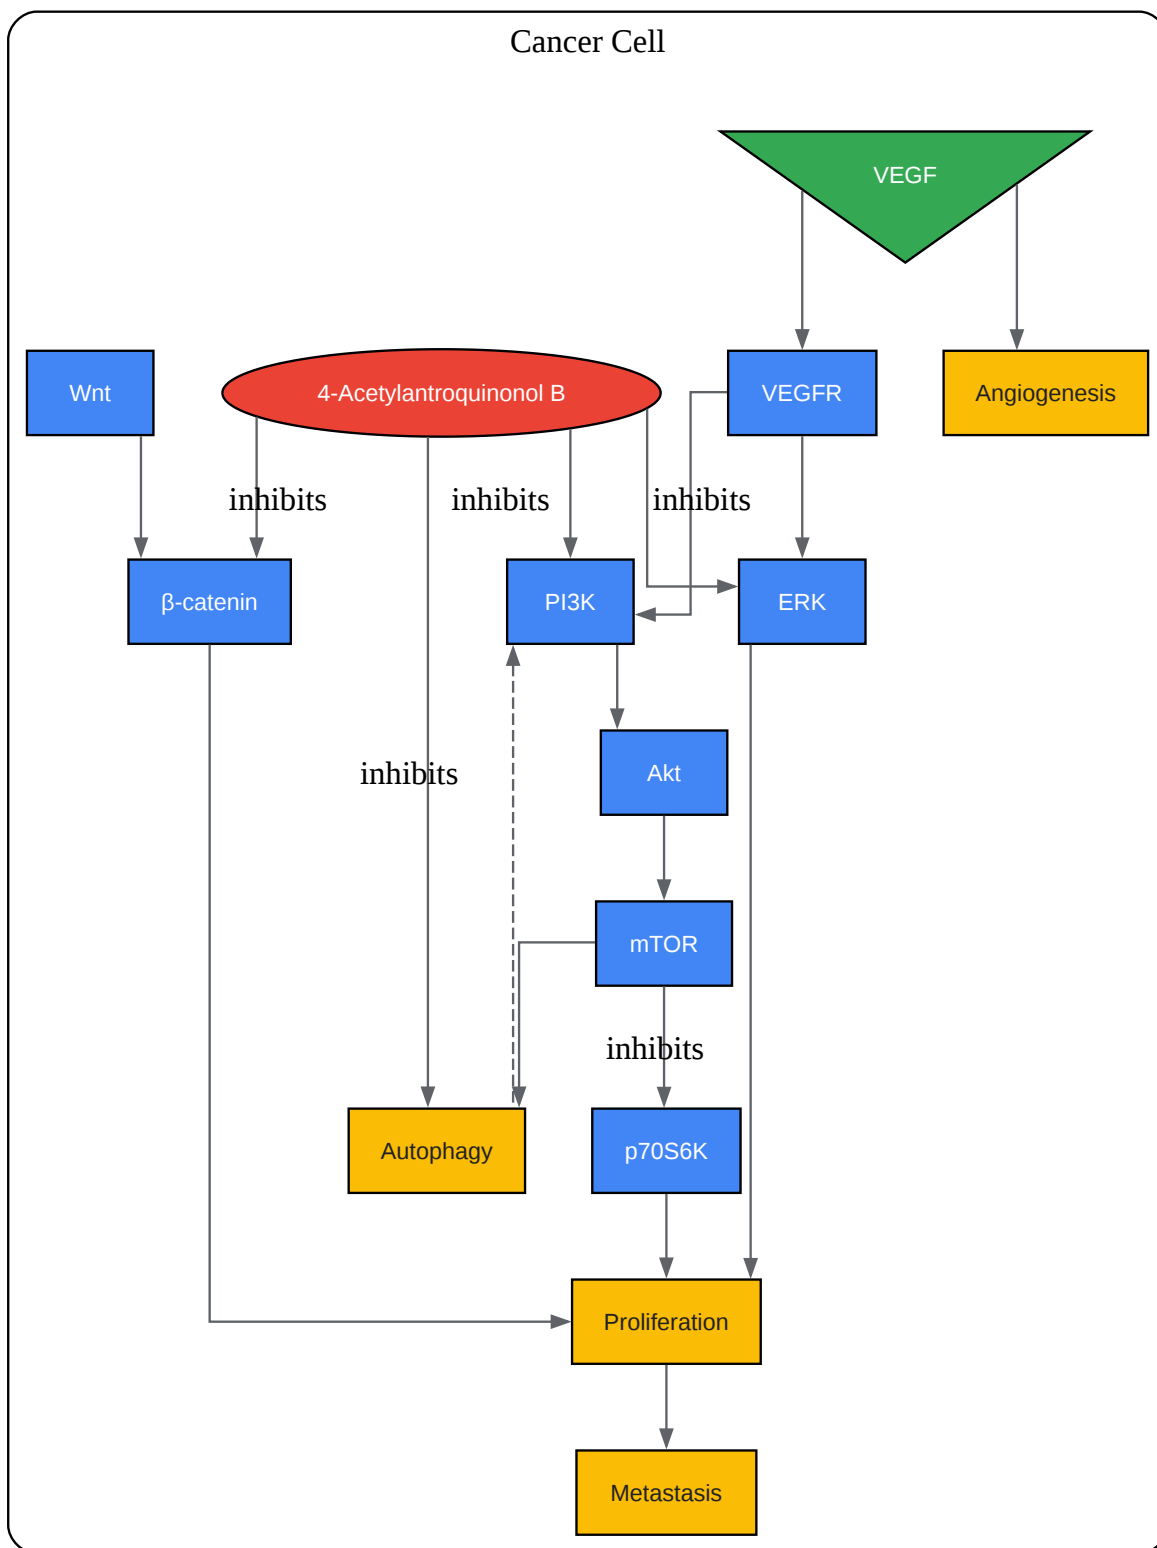 Cancer Cell
VEGF
Wnt
4-Acetylantroquinonol B
VEGFR
Angiogenesis
inhibits
inhibits
inhibits
β-catenin
PI3K
ERK
inhibits
Akt
mTOR
inhibits
Autophagy
p70S6K
Proliferation
Metastasis